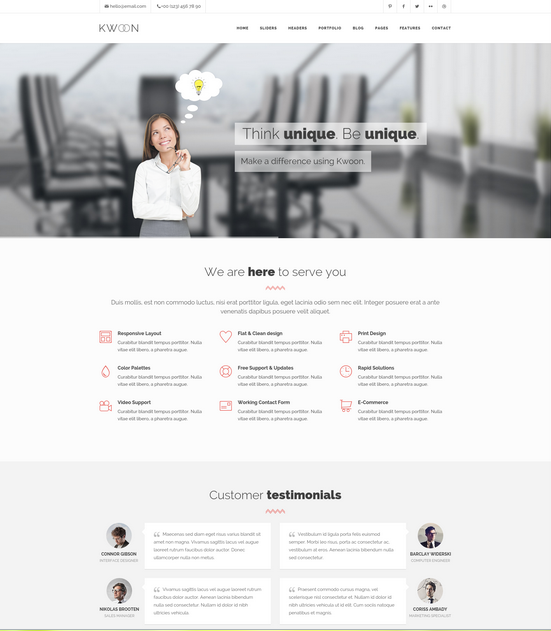 hello@email.com +00 (123) 456 78 90
KWOON
HOME SLIDERS HEADERS PORTFOLIO BLOG PAGES FEATURES CONTACT
Think unique. Be unique.
Make a difference using Kwoon.
We are here to serve you
Duis mollis, est non commodo luctus, nisi erat porttitor ligula, eget lacinia odio sem nec elit. Integer posuere erat a ante
venenatis dapibus posuere velit aliquet.
Responsive Layout
Curabitur blandit tempus porttitor. Nulla
vitae elit libero, a pharetra augue.
Flat & Clean design
Curabitur blandit tempus porttitor. Nulla
vitae elit libero, a pharetra augue.
Print Design
Curabitur blandit tempus porttitor. Nulla
vitae elit libero, a pharetra augue.
Color Palettes
Curabitur blandit tempus porttitor. Nulla
vitae elit libero, a pharetra augue.
Free Support & Updates
Curabitur blandit tempus porttitor. Nulla
vitae elit libero, a pharetra augue.
Rapid Solutions
Curabitur blandit tempus porttitor. Nulla
vitae elit libero, a pharetra augue.
Video Support
Curabitur blandit tempus porttitor. Nulla
vitae elit libero, a pharetra augue.
Working Contact Form
Curabitur blandit tempus porttitor. Nulla
vitae elit libero, a pharetra augue.
E-Commerce
Curabitur blandit tempus porttitor. Nulla
vitae elit libero, a pharetra augue.
Customer testimonials
Maecenas sed diam eget risus varius blandit sit
amet non magna. Vivamus sagittis lacus vel augue
laoreet rutrum faucibus dolor auctor. Donec
ullamcorper nulla non metus.
CONNOR GIBSON
INTERFACE DESIGNER
Vestibulum id ligula porta felis euismod
semper. Morbi leo risus, porta ac consectetur ac,
vestibulum at eros. Aenean lacinia bibendum nulla
sed consectetur.
BARCLAY WIDERSKI
COMPUTER ENGINEER
Vivamus sagittis lacus vel augue laoreet rutrum
faucibus dolor auctor. Aenean lacinia bibendum
nulla sed consectetur. Nullam id dolor id nibh
ultricies vehicula.
NIKOLAS BROOTEN
SALES MANAGER
Praesent commodo cursus magna, vel
scelerisque nisl consectetur et. Nullam id dolor id
nibh ultricies vehicula ut id elit. Cum sociis natoque
penatibus et magnis.
CORISS AMBADY
MARKETING SPECIALIST